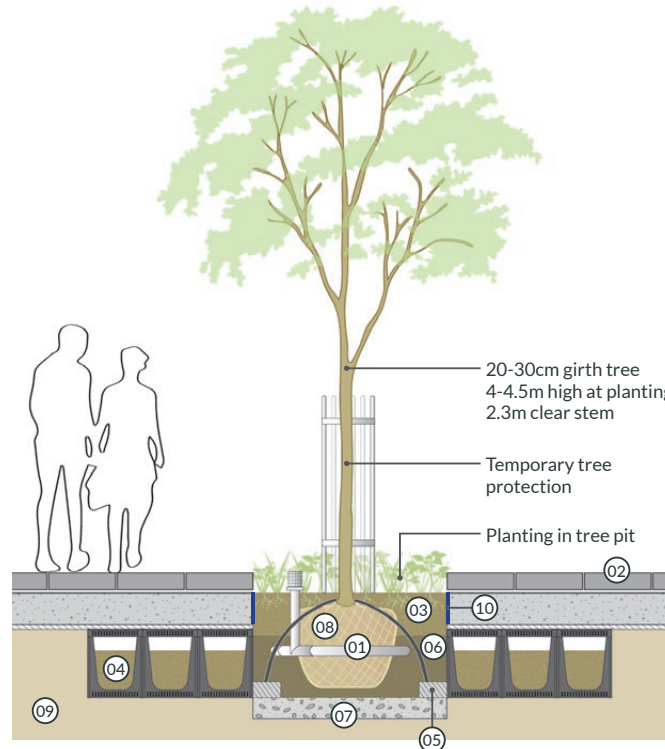 20-30cm girth tree
4-4.5m high at planting
2.3m clear stem
Temporary tree
protection
Planting in tree pit
02
03
10
08
01
06
04
09
07
05